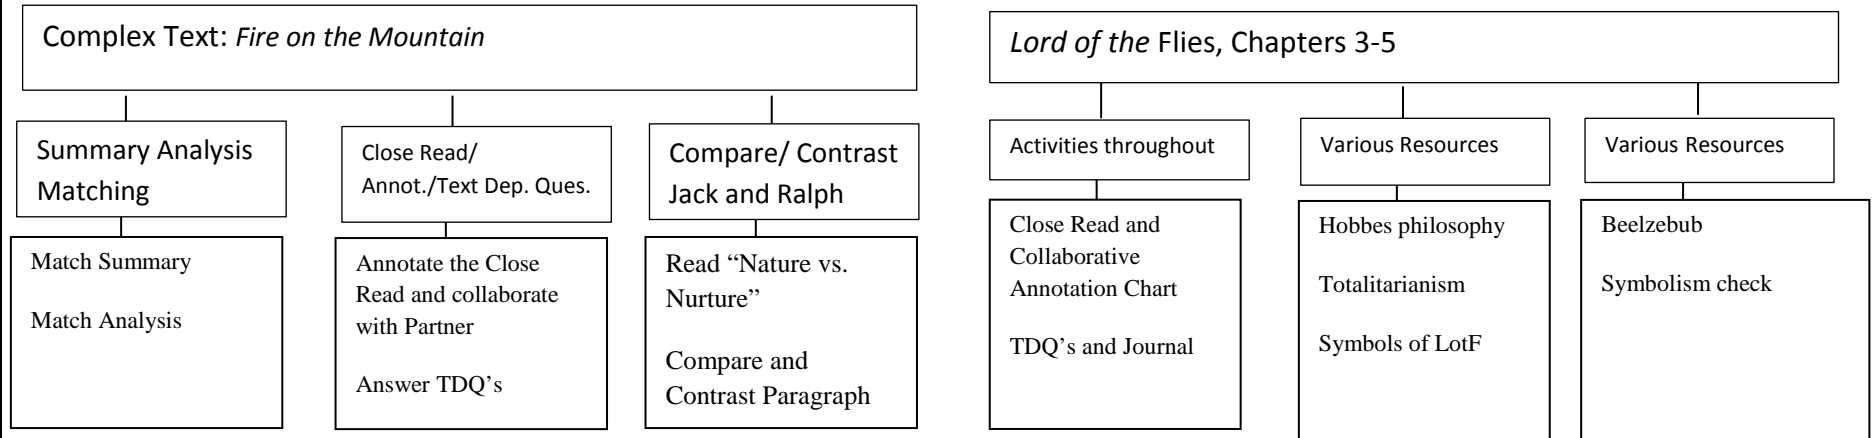 Complex Text: Fire on the Mountain
Summary Analysis
Matching
Match Summary
Match Analysis
Close Read/
Annot./Text Dep. Ques.
Annotate the Close
Read and collaborate
with Partner
Answer TDQ’s
Compare/ Contrast
Jack and Ralph
Read “Nature vs.
Nurture”
Compare and
Contrast Paragraph
Lord of the Flies, Chapters 3-5
Activities throughout
Close Read and
Collaborative
Annotation Chart
TDQ’s and Journal
Various Resources
Hobbes philosophy
Totalitarianism
Symbols of LotF
Various Resources
Beelzebub
Symbolism check